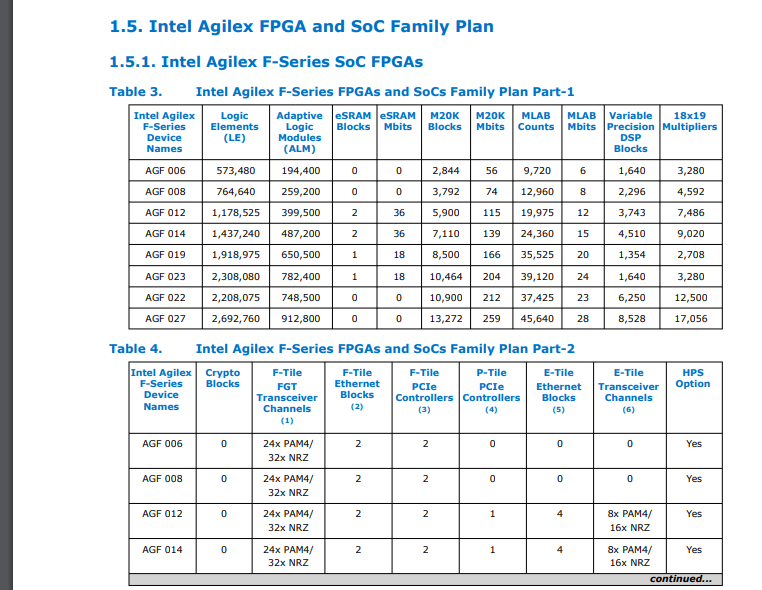 1.5. Intel Agilex FPGA and SoC Family Plan
1.5.1. Intel Agilex F-Series SoC FPGAs
Table 3. Intel Agilex F-Series FPGAs and SoCs Family Plan Part-1
Intel Agilex F-Series Device Names | Logic Elements (LE) | Adaptive Logic Modules (ALM) | eSRAM Blocks | eSRAM Mbits | M20K Blocks | M20K Mbits | MLAB Counts | MLAB Mbits | Variable Precision DSP Blocks | 18x19 Multipliers
AGF 006 | 573,480 | 194,400 | 0 | 0 | 2,844 | 56 | 9,720 | 6 | 1,640 | 3,280
AGF 008 | 764,640 | 259,200 | 0 | 0 | 3,792 | 74 | 12,960 | 8 | 2,296 | 4,592
AGF 012 | 1,178,525 | 399,500 | 2 | 36 | 5,900 | 115 | 19,975 | 12 | 3,743 | 7,486
AGF 014 | 1,437,240 | 487,200 | 2 | 36 | 7,110 | 139 | 24,360 | 15 | 4,510 | 9,020
AGF 019 | 1,918,975 | 650,500 | 1 | 18 | 8,500 | 166 | 35,525 | 20 | 1,354 | 2,708
AGF 023 | 2,308,080 | 782,400 | 1 | 18 | 10,464 | 204 | 39,120 | 24 | 1,640 | 3,280
AGF 022 | 2,208,075 | 748,500 | 0 | 0 | 10,900 | 212 | 37,425 | 23 | 6,250 | 12,500
AGF 027 | 2,692,760 | 912,800 | 0 | 0 | 13,272 | 259 | 45,640 | 28 | 8,528 | 17,056
Table 4. Intel Agilex F-Series FPGAs and SoCs Family Plan Part-2
Intel Agilex F-Series Device Names | Crypto Blocks | F-Tile FGT Transceiver Channels (1) | F-Tile Ethernet Blocks (2) | F-Tile PCIe Controllers (3) | P-Tile PCIe Controllers (4) | E-Tile Ethernet Blocks (5) | E-Tile Transceiver Channels (6) | HPS Option
AGF 006 | 0 | 24x PAM4/ 32x NRZ | 2 | 2 | 0 | 0 | 0 | Yes
AGF 008 | 0 | 24x PAM4/ 32x NRZ | 2 | 2 | 0 | 0 | 0 | Yes
AGF 012 | 0 | 24x PAM4/ 32x NRZ | 2 | 2 | 1 | 4 | 8x PAM4/ 16x NRZ | Yes
AGF 014 | 0 | 24x PAM4/ 32x NRZ | 2 | 2 | 1 | 4 | 8x PAM4/ 16x NRZ | Yes
continued...